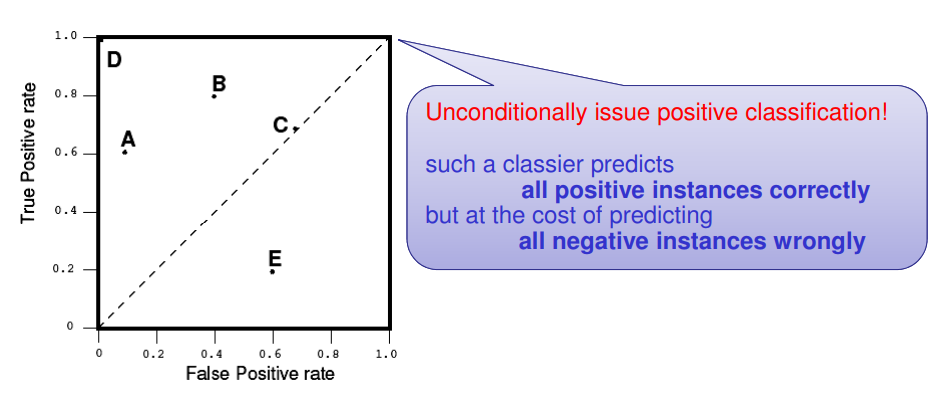 1.0
D
B
0.8
C
A
0.6
0.4
E
0.2
0
0 0.2 0.4 0.6 0.8 1.0
True Positive rate
False Positive rate
Unconditionally issue positive classification!
such a classier predicts
all positive instances correctly
but at the cost of predicting
all negative instances wrongly